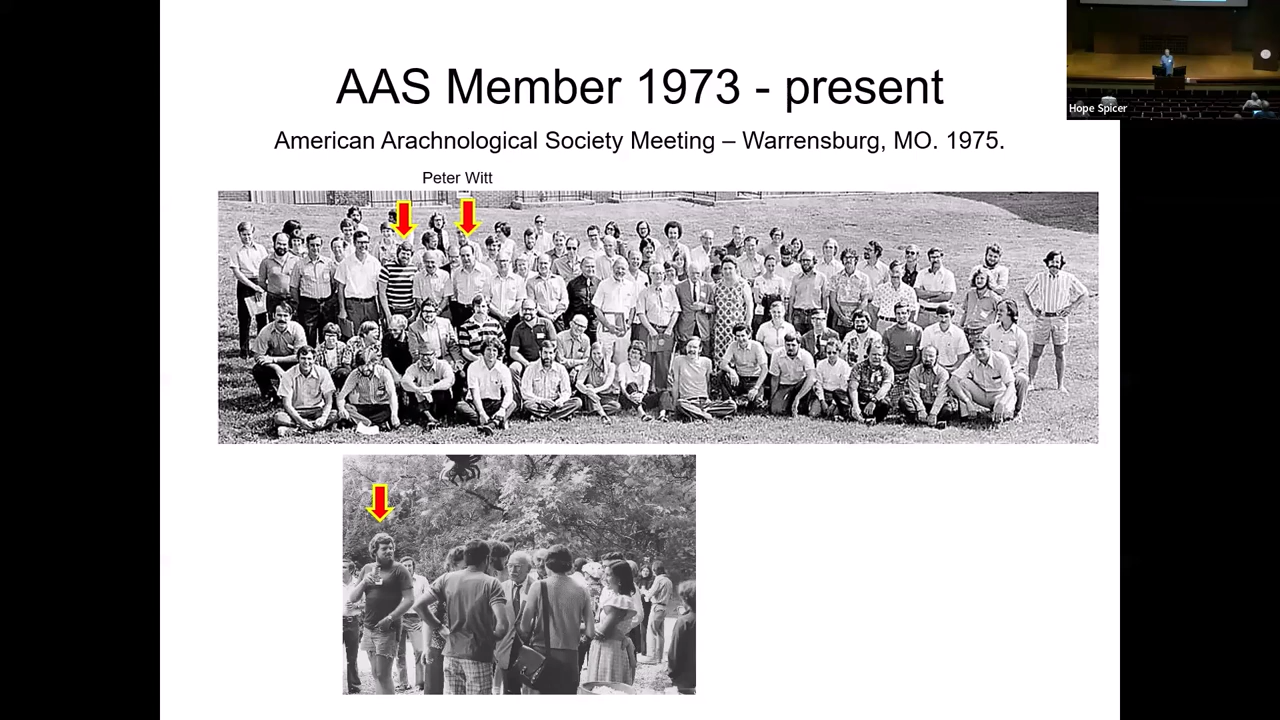 AAS Member 1973 - present
Hope Spicer
American Arachnological Society Meeting – Warrensburg, MO. 1975.
Peter Witt